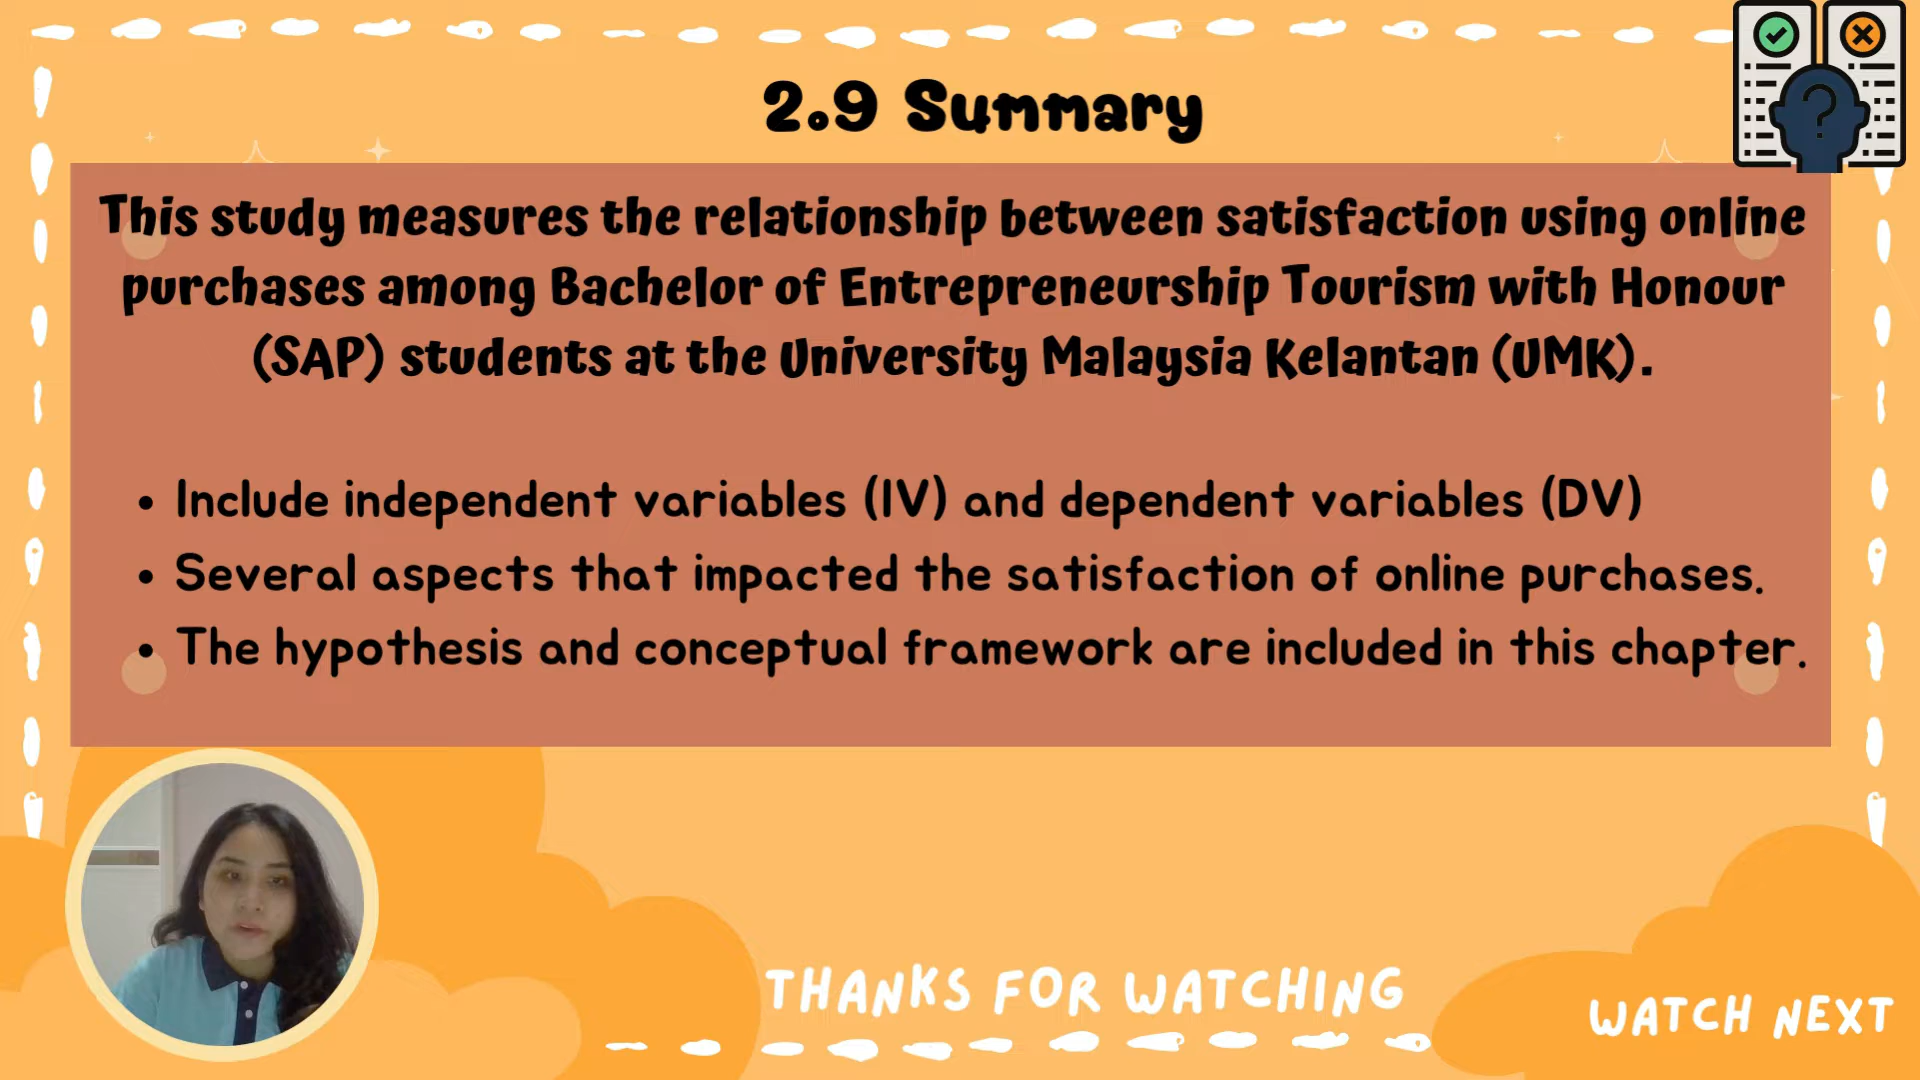 2.9 Summary
This study measures the relationship between satisfaction using online
purchases among Bachelor of Entrepreneurship Tourism with Honour
(SAP) students at the University Malaysia Kelantan (UMK).
• Include independent variables (IV) and dependent variables (DV)
• Several aspects that impacted the satisfaction of online purchases.
• The hypothesis and conceptual framework are included in this chapter.
THANKS FOR WATCHING
WATCH NEXT